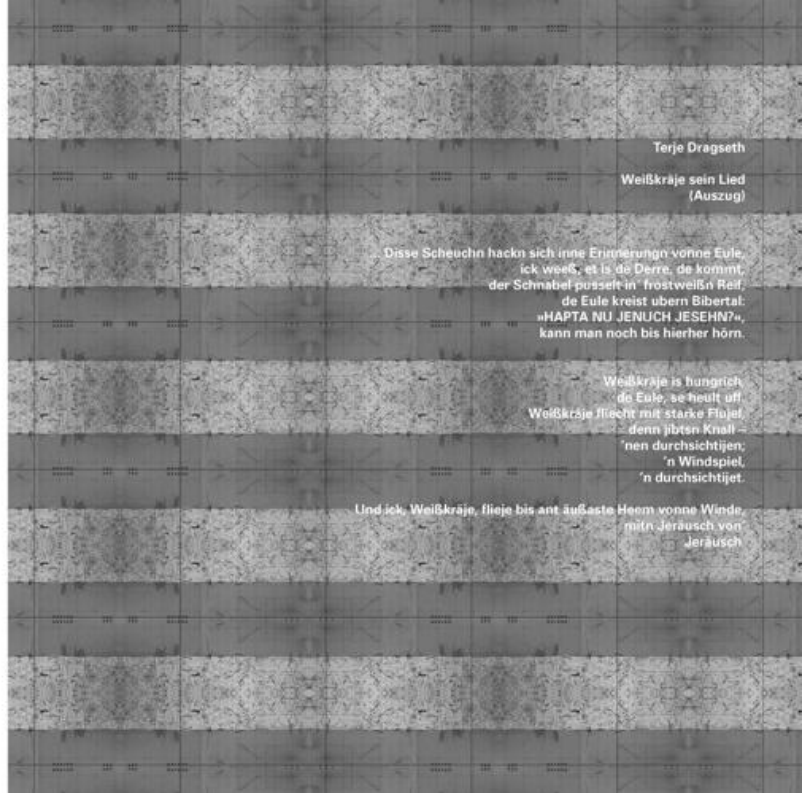 Terje Dragseth
Weißkräje sein Lied
(Auszug)
... Disse Scheuchn hackn sich inne Erinnerungn vonne Eule,
ick weeß, et is de Derre, de kommt,
der Schnabel pusselt in' frostweißn Reif,
de Eule kreist übern Bibertal:
»HAPTA NU JENUCH JESEHN?«,
kann man noch bis hierher hörn.
Weißkräje is hungrich,
de Eule, se heult uff.
Weißkräje fliecht mit starke Flüjel,
denn jibtsn Knall –
'nen durchsichtijen;
'n Windspiel,
'n durchsichtijet.
Und ick, Weißkräje, flieje bis ant äußaste Heem vonne Winde,
mitn Jeräusch von'
Jeräusch